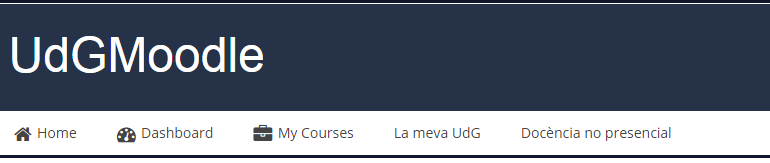 UdGMoodle
Home Dashboard My Courses La meva UdG Docència no presencial